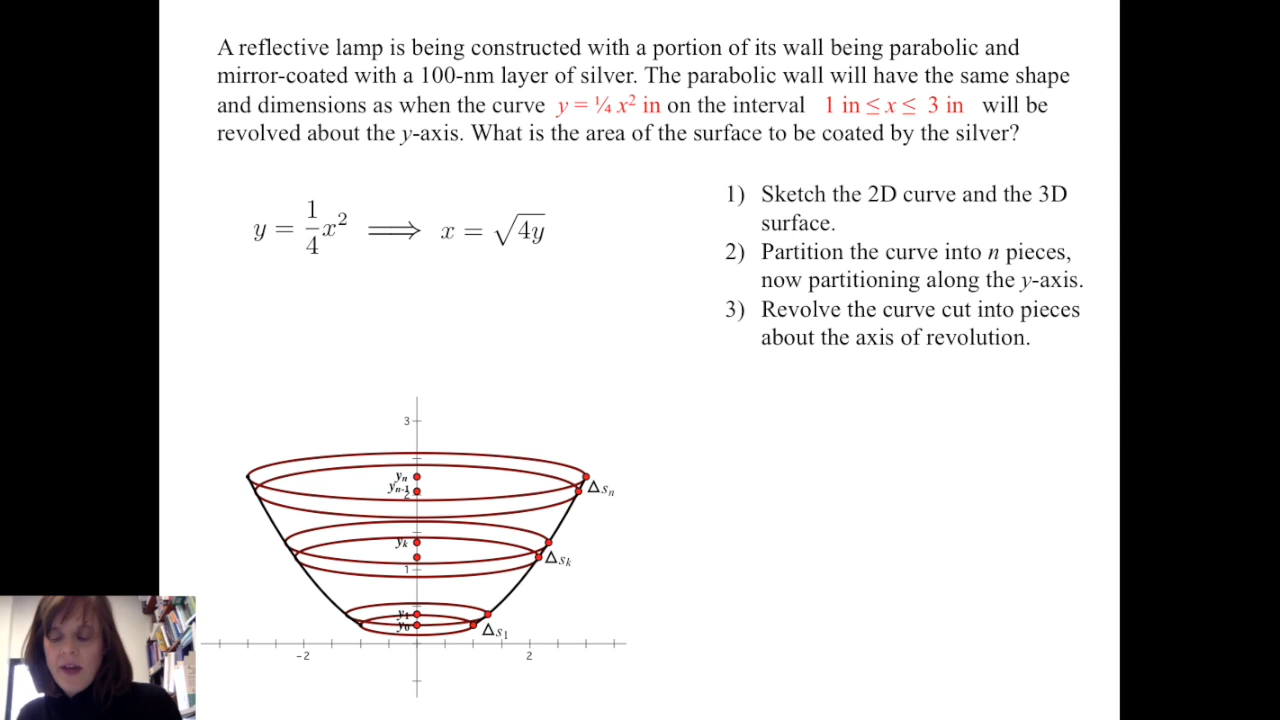 A reflective lamp is being constructed with a portion of its wall being parabolic and
mirror-coated with a 100-nm layer of silver. The parabolic wall will have the same shape
and dimensions as when the curve y = ¼ x² in on the interval 1 in ≤ x ≤ 3 in will be
revolved about the y-axis. What is the area of the surface to be coated by the silver?
y = 1/4 x² ⟹ x = √4y
1) Sketch the 2D curve and the 3D
surface.
2) Partition the curve into n pieces,
now partitioning along the y-axis.
3) Revolve the curve cut into pieces
about the axis of revolution.
3
yₙ
yₙ₋₁
2
Δsₙ
yₖ
Δsₖ
1
y₁
y₀
Δs₁
-2
2